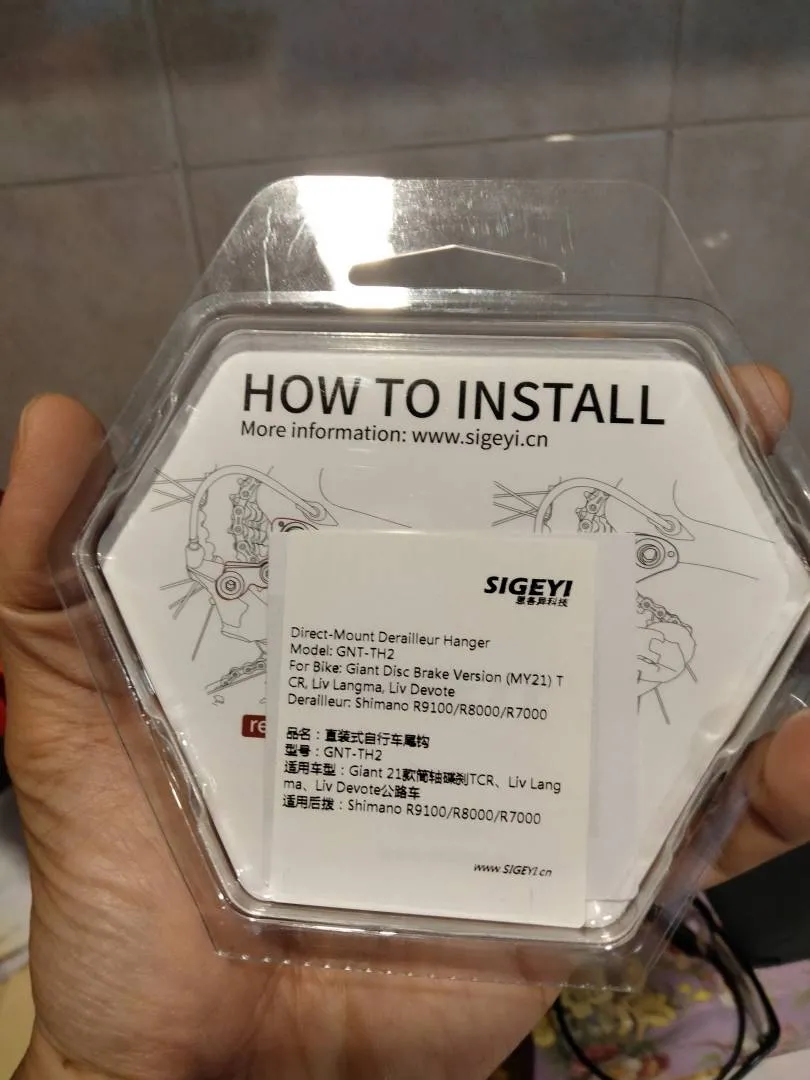 HOW TO INSTALL
More information: www.sigeyi.cn
SIGEYI
思各异科技
Direct-Mount Derailleur Hanger
Model: GNT-TH2
For Bike: Giant Disc Brake Version (MY21) T
CR, Liv Langma, Liv Devote
Derailleur: Shimano R9100/R8000/R7000
re
品名：直装式自行车尾钩
型号：GNT-TH2
适用车型：Giant 21款筒轴碟刹TCR、Liv Lang
ma、Liv Devote公路车
适用后拨：Shimano R9100/R8000/R7000
www.SIGEYI.cn